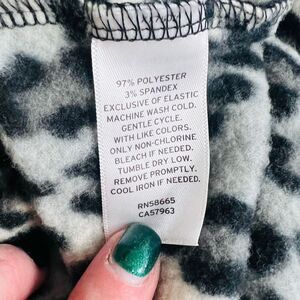 97% POLYESTER
3% SPANDEX
EXCLUSIVE OF ELASTIC
MACHINE WASH COLD.
GENTLE CYCLE.
WITH LIKE COLORS.
ONLY NON-CHLORINE
BLEACH IF NEEDED.
TUMBLE DRY LOW.
REMOVE PROMPTLY.
COOL IRON IF NEEDED.
RN58665
CA57963